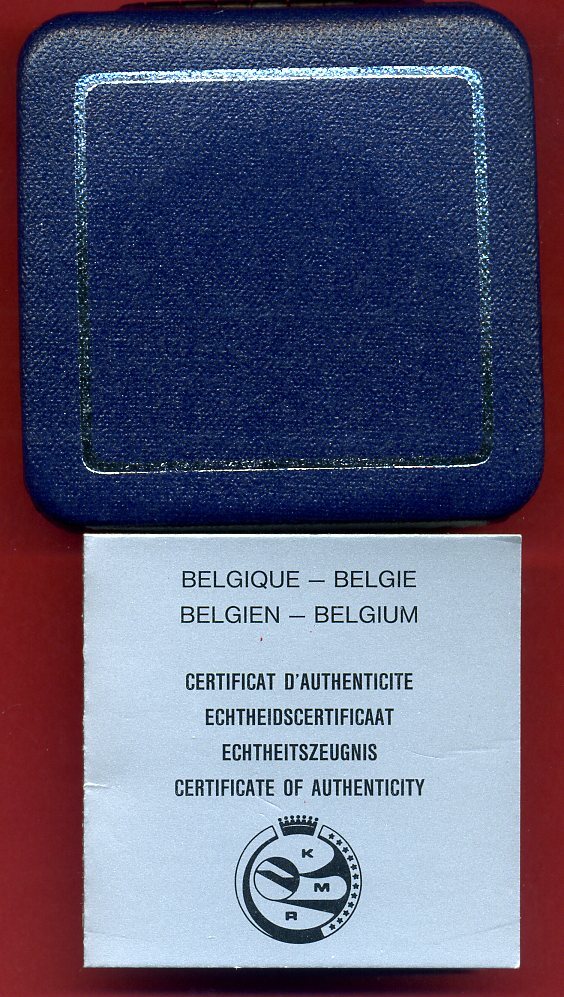 BELGIQUE – BELGIE
BELGIEN – BELGIUM
CERTIFICAT D'AUTHENTICITE
ECHTHEIDSCERTIFICAAT
ECHTHEITSZEUGNIS
CERTIFICATE OF AUTHENTICITY
K
M
R